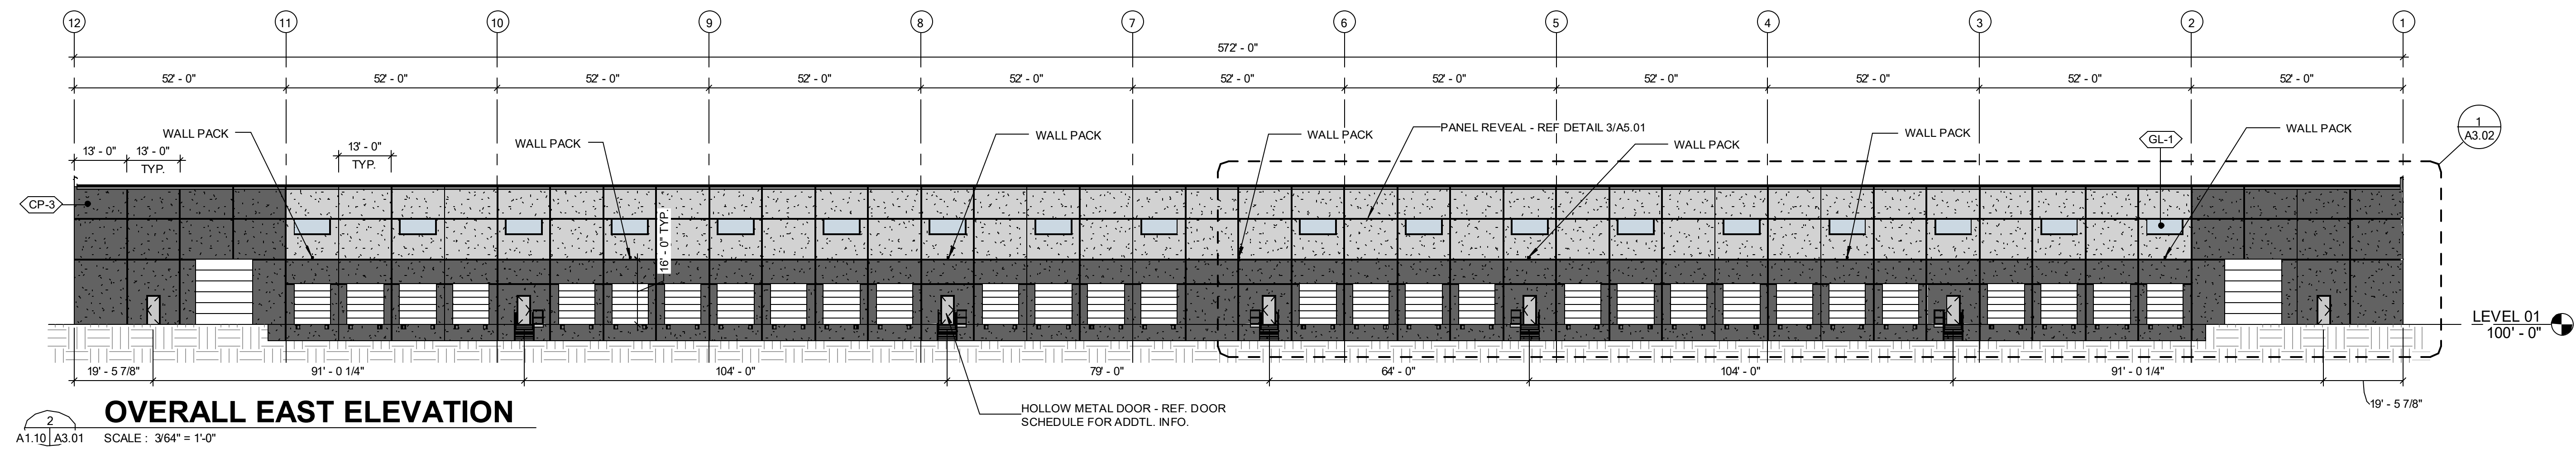 12 11 10 9 8 7 6 5 4 3 2 1
572' - 0"
52' - 0" 52' - 0" 52' - 0" 52' - 0" 52' - 0" 52' - 0" 52' - 0" 52' - 0" 52' - 0" 52' - 0" 52' - 0"
1
A3.02
WALL PACK
WALL PACK
WALL PACK
WALL PACK
PANEL REVEAL - REF DETAIL 3/A5.01
WALL PACK
WALL PACK
GL-1
WALL PACK
13' - 0" 13' - 0"
TYP.
13' - 0"
TYP.
CP-3
16' - 0" TYP.
LEVEL 01
100' - 0"
19' - 5 7/8" 91' - 0 1/4" 104' - 0" 79' - 0" 64' - 0" 104' - 0" 91' - 0 1/4"
19' - 5 7/8"
HOLLOW METAL DOOR - REF. DOOR
SCHEDULE FOR ADDTL. INFO.
2
A1.10 A3.01
OVERALL EAST ELEVATION
SCALE : 3/64" = 1'-0"